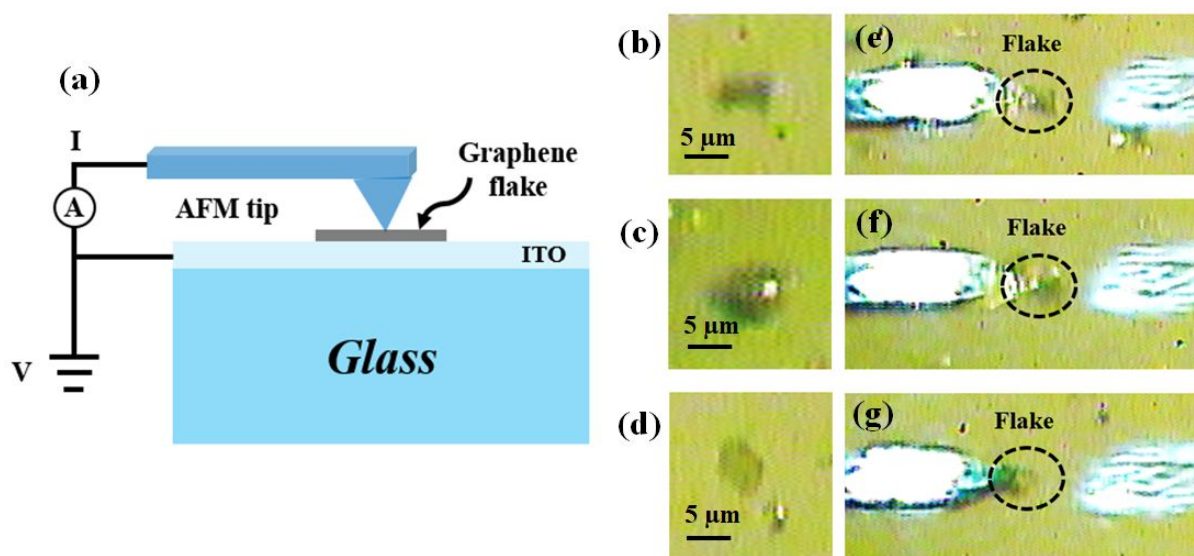 (a)
I
A
AFM tip
Graphene
flake
ITO
Glass
V
(b)
5 μm
(e)
Flake
(c)
5 μm
(f)
Flake
(d)
5 μm
(g)
Flake